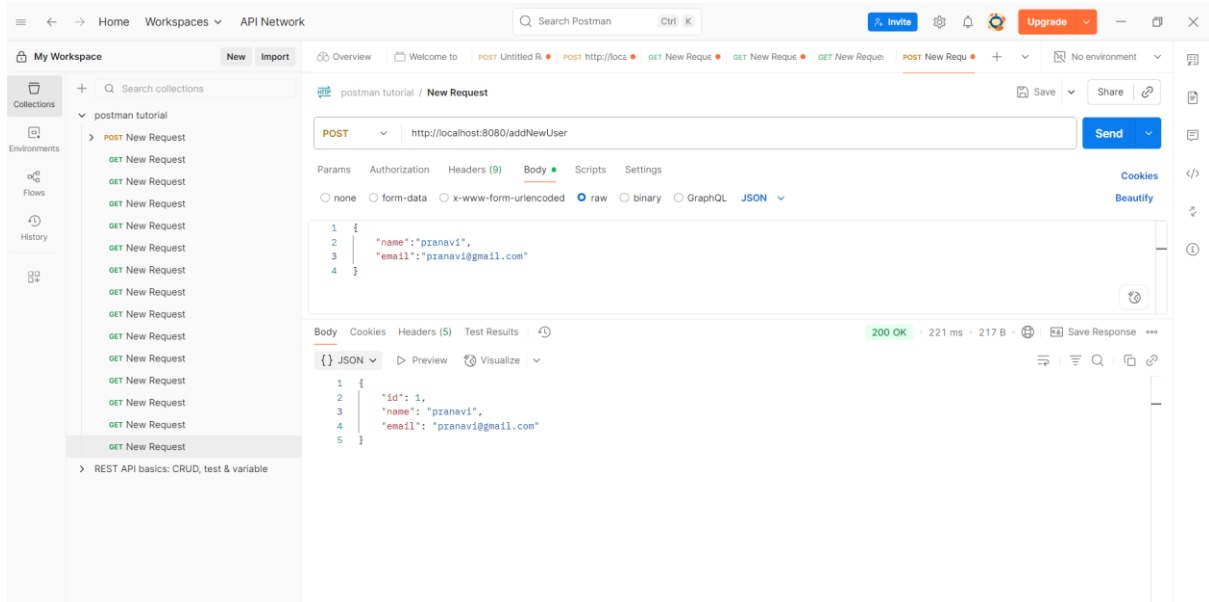 Home Workspaces API Network Search Postman Ctrl K Invite Upgrade
My Workspace New Import Overview Welcome to POST Untitled R POST http://loca GET New Reque GET New Reque GET New Reque POST New Requ No environment
Collections
Environments
Flows
History
Search collections
postman tutorial
POST New Request
GET New Request
GET New Request
GET New Request
GET New Request
GET New Request
GET New Request
GET New Request
GET New Request
GET New Request
GET New Request
GET New Request
GET New Request
GET New Request
GET New Request
REST API basics: CRUD, test & variable
HTTP postman tutorial / New Request Save Share
POST http://localhost:8080/addNewUser Send
Params Authorization Headers (9) Body Scripts Settings Cookies
none form-data x-www-form-urlencoded raw binary GraphQL JSON Beautify
1 {
2 "name":"pranavi",
3 "email":"pranavi@gmail.com"
4 }
Body Cookies Headers (5) Test Results 200 OK 221 ms 217 B Save Response
{} JSON Preview Visualize
1 {
2 "id": 1,
3 "name": "pranavi",
4 "email": "pranavi@gmail.com"
5 }